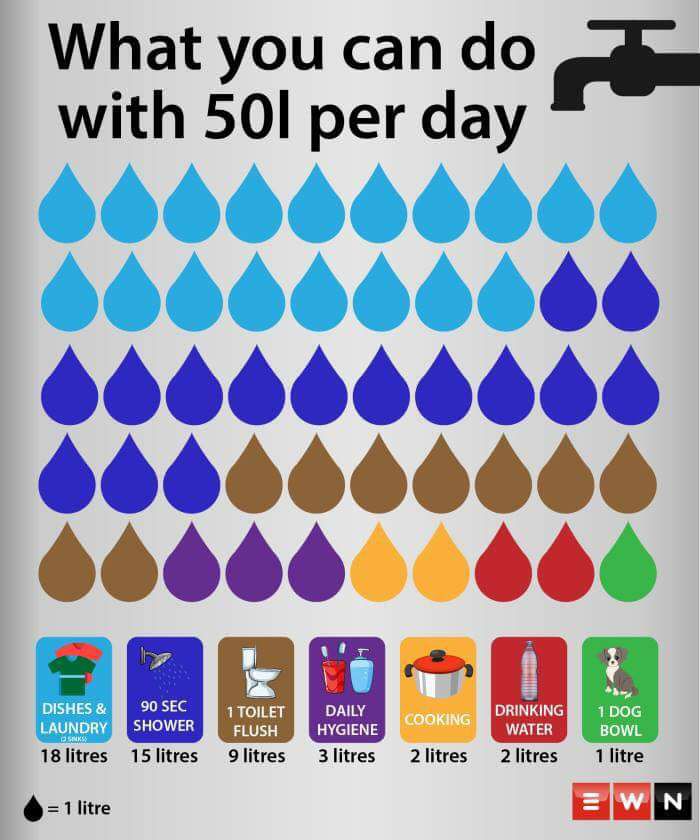 What you can do
with 50l per day
DISHES &
LAUNDRY
(2 SINKS)
18 litres
90 SEC
SHOWER
15 litres
1 TOILET
FLUSH
9 litres
DAILY
HYGIENE
3 litres
COOKING
2 litres
DRINKING
WATER
2 litres
1 DOG
BOWL
1 litre
= 1 litre
EWN